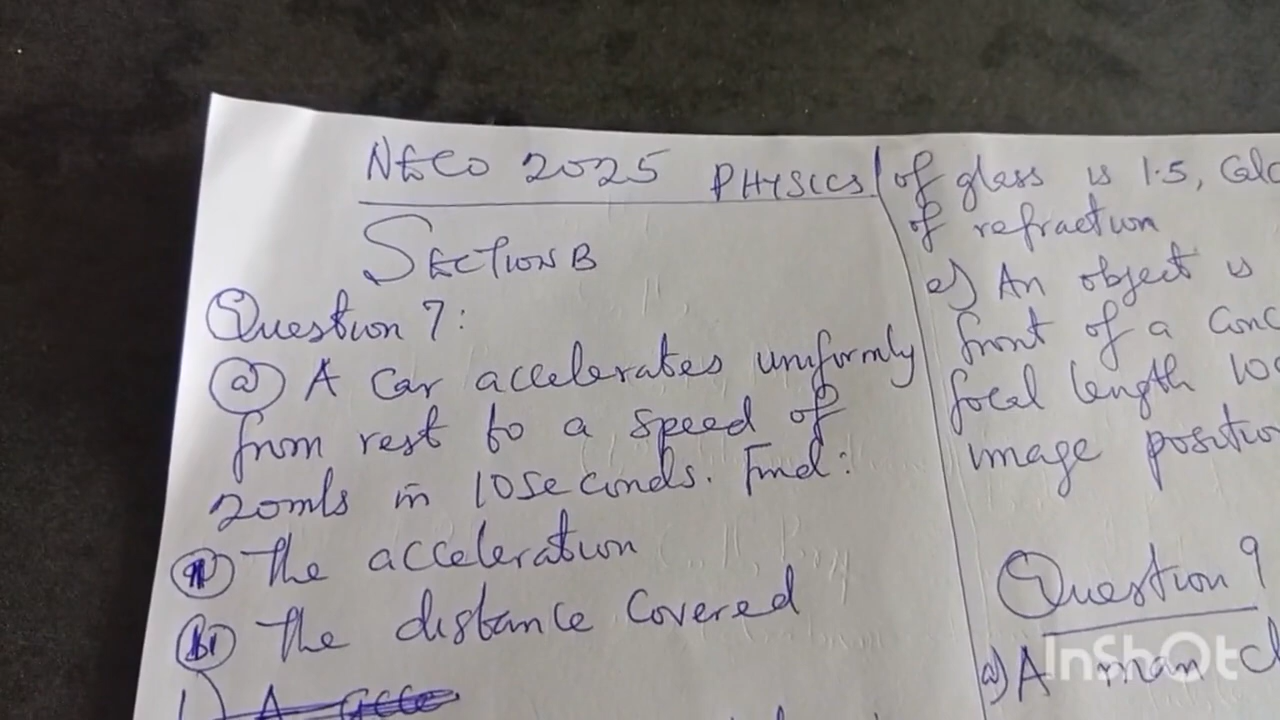 NECO 2025 PHYSICS
SECTION B
Question 7:
a) A car accelerates uniformly
from rest to a speed of
20m/s in 10 seconds. Find:
The acceleration
The distance covered
of glass is 1.5, Calc
of refraction
e) An object is
front of a conc
focal length 10
image position
Question 9
a) A man cl
InShOt